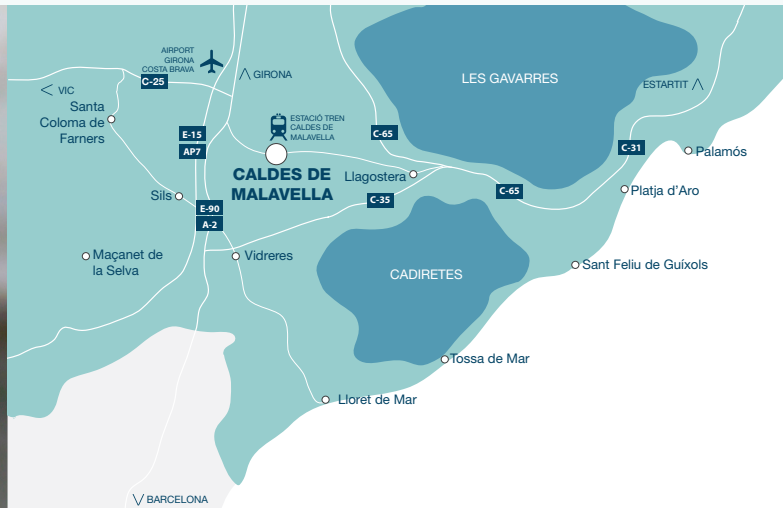 AIRPORT
GIRONA
COSTA BRAVA
C-25
GIRONA
LES GAVARRES
ESTARTIT
VIC
Santa
Coloma de
Farners
ESTACIÓ TREN
CALDES DE
MALAVELLA
E-15
AP7
C-65
C-31
Palamós
CALDES DE
MALAVELLA
Llagostera
Platja d’Aro
Sils
C-35
C-65
E-90
A-2
Maçanet de
la Selva
Vidreres
CADIRETES
Sant Feliu de Guíxols
Tossa de Mar
Lloret de Mar
BARCELONA